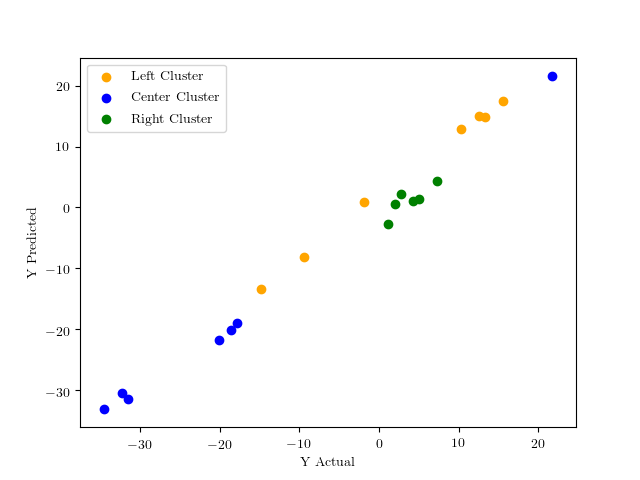 Left Cluster
Center Cluster
Right Cluster
20
10
0
−10
−20
−30
Y Predicted
−30 −20 −10 0 10 20
Y Actual